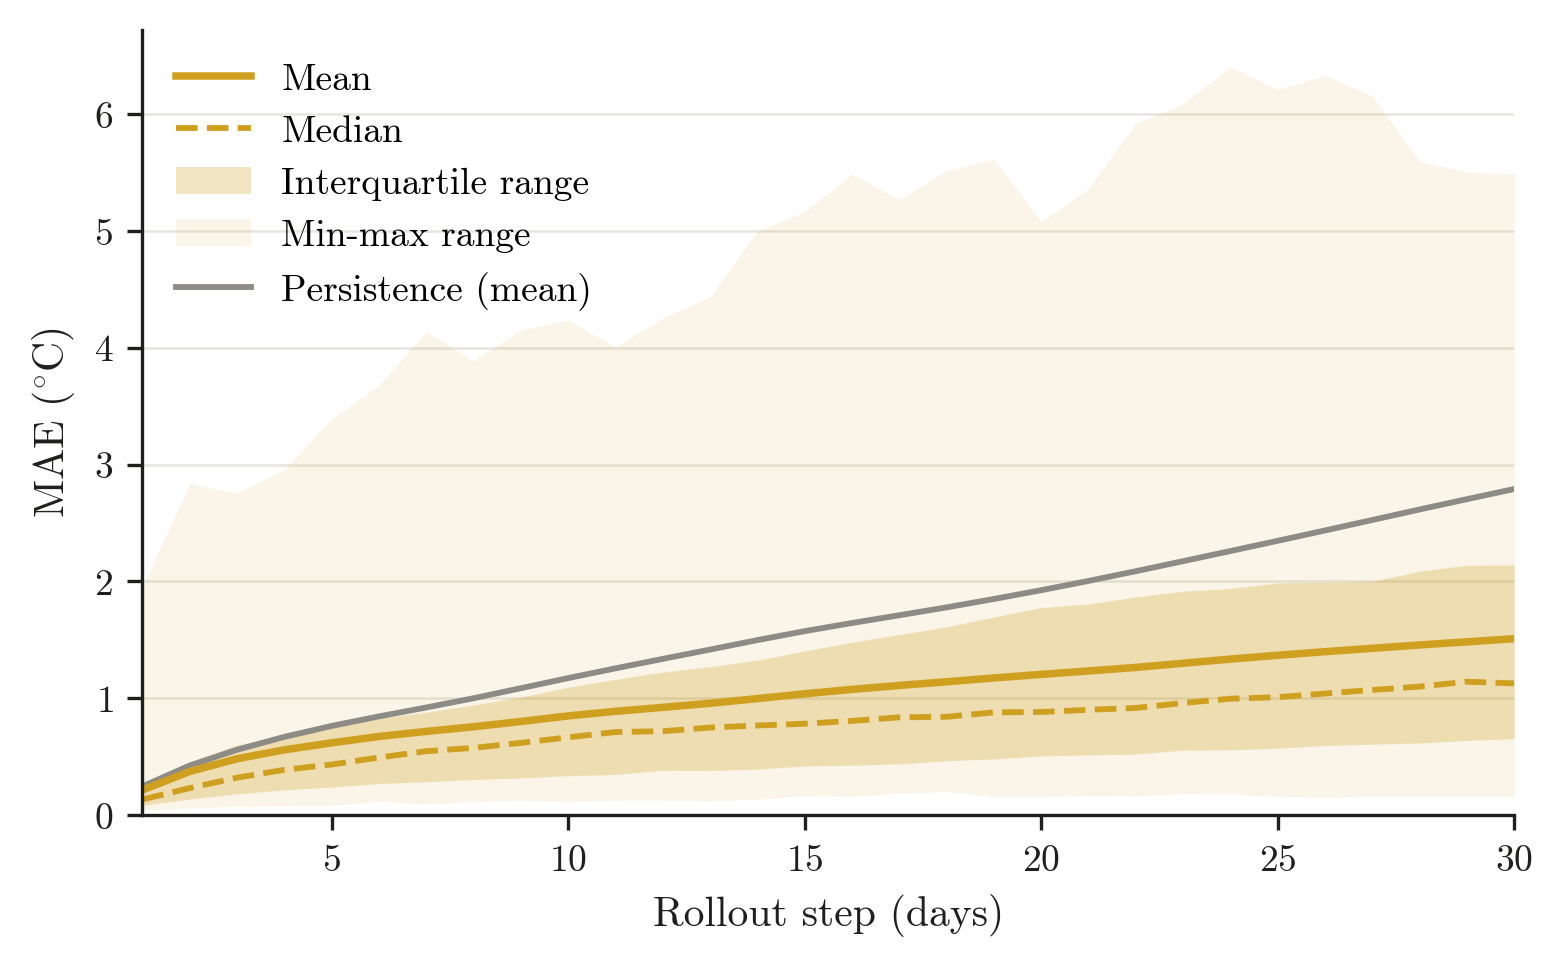 Mean
Median
Interquartile range
Min-max range
Persistence (mean)
6
5
4
3
2
1
0
MAE (°C)
5 10 15 20 25 30
Rollout step (days)